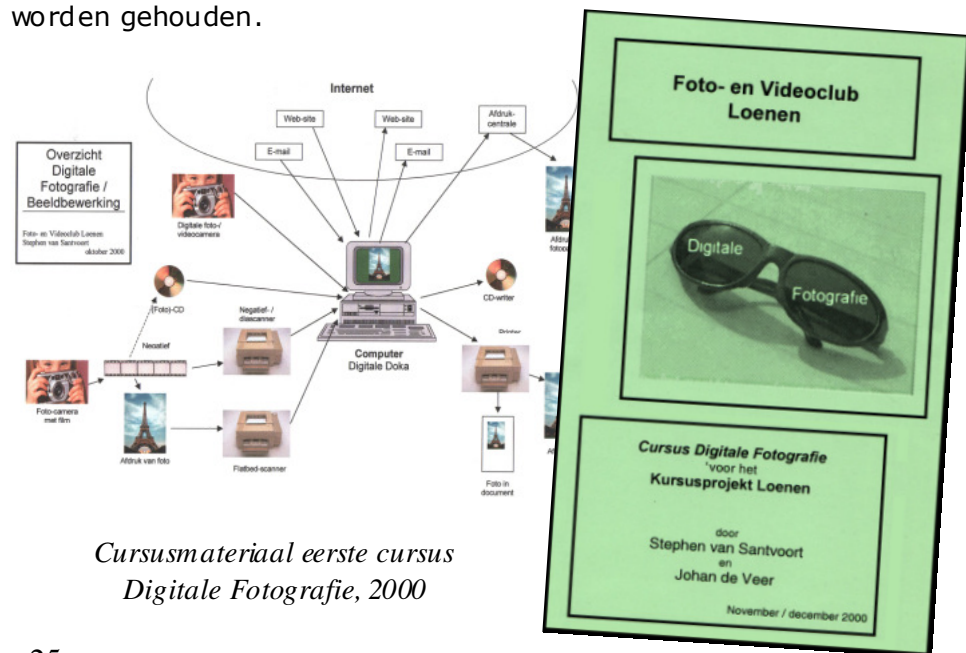 worden gehouden.
Internet
Web-site
Web-site
Afdruk-
centrale
E-mail
E-mail
Overzicht
Digitale
Fotografie /
Beeldbewerking
Foto- en Videoclub Loenen
Stephen van Santvoort
oktober 2000
Digitale foto-/
videocamera
(Foto)-CD
Negatief-/
diascanner
CD-writer
Negatief
Computer
Digitale Doka
Printer
Foto-camera
met film
Afdruk van foto
Flatbed-scanner
Foto in
document
Cursusmateriaal eerste cursus
Digitale Fotografie, 2000
Foto- en Videoclub
Loenen
Digitale
Fotografie
Cursus Digitale Fotografie
'voor het
Kursusprojekt Loenen
door
Stephen van Santvoort
en
Johan de Veer
November / december 2000